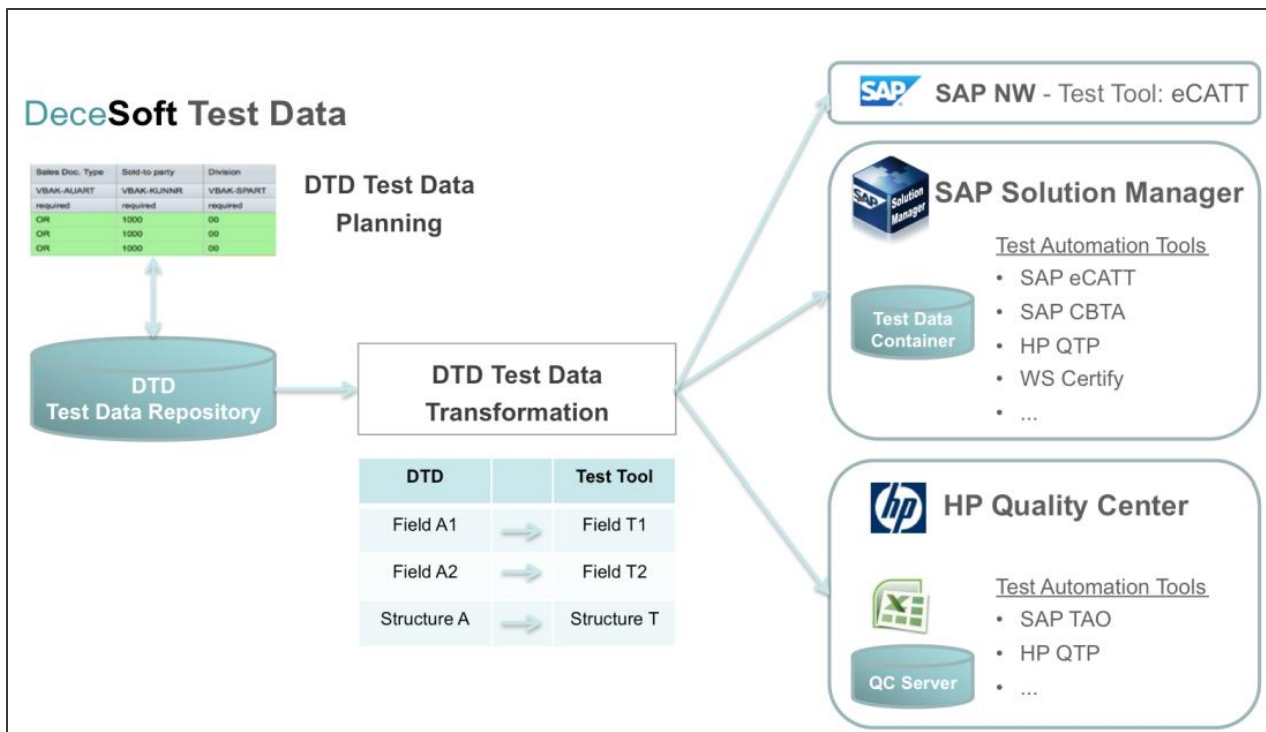 DeceSoft Test Data
Sales Doc. Type Sold-to party Division
VBAK-AUART VBAK-KUNNR VBAK-SPART
required required required
OR 1000 00
OR 1000 00
OR 1000 00
DTD Test Data
Planning
DTD
Test Data Repository
DTD Test Data
Transformation
DTD Test Tool
Field A1 Field T1
Field A2 Field T2
Structure A Structure T
SAP SAP NW - Test Tool: eCATT
SAP Solution Manager
SAP Solution Manager
Test Automation Tools
• SAP eCATT
• SAP CBTA
• HP QTP
• WS Certify
• ...
Test Data
Container
hp HP Quality Center
Test Automation Tools
• SAP TAO
• HP QTP
• ...
X
QC Server